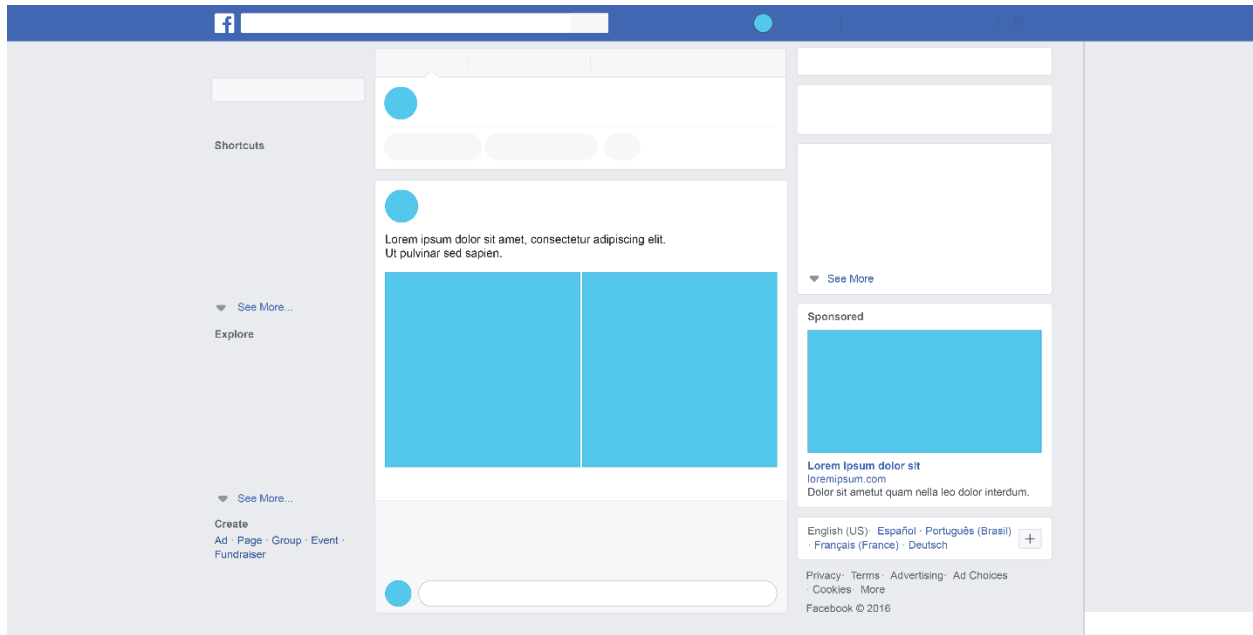 f
Shortcuts
See More...
Explore
See More...
Create
Ad · Page · Group · Event ·
Fundraiser
Lorem ipsum dolor sit amet, consectetur adipiscing elit.
Ut pulvinar sed sapien.
See More
Sponsored
Lorem Ipsum dolor sit
loremipsum.com
Dolor sit ametut quam nella leo dolor interdum.
English (US)· Español · Português (Brasil)
· Français (France) · Deutsch
+
Privacy· Terms· Advertising· Ad Choices
· Cookies· More
Facebook © 2016